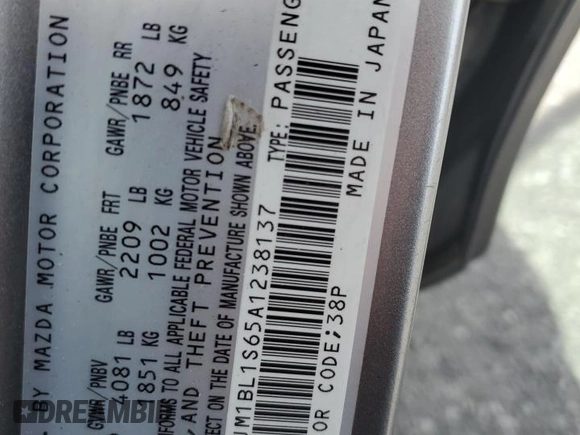 BY MAZDA MOTOR CORPORATION
GVWR/PNBV GAWR/PNBE FRT GAWR/PNBE RR
4081 LB 2209 LB 1872 LB
1851 KG 1002 KG 849 KG
TO ALL APPLICABLE FEDERAL MOTOR VEHICLE SAFETY
AND THEFT PREVENTION
ON THE DATE OF MANUFACTURE SHOWN ABOVE.
JM1BL1S65A1238137 TYPE: PASSENG
OR CODE;38P MADE IN JAPAN
DREAMBID